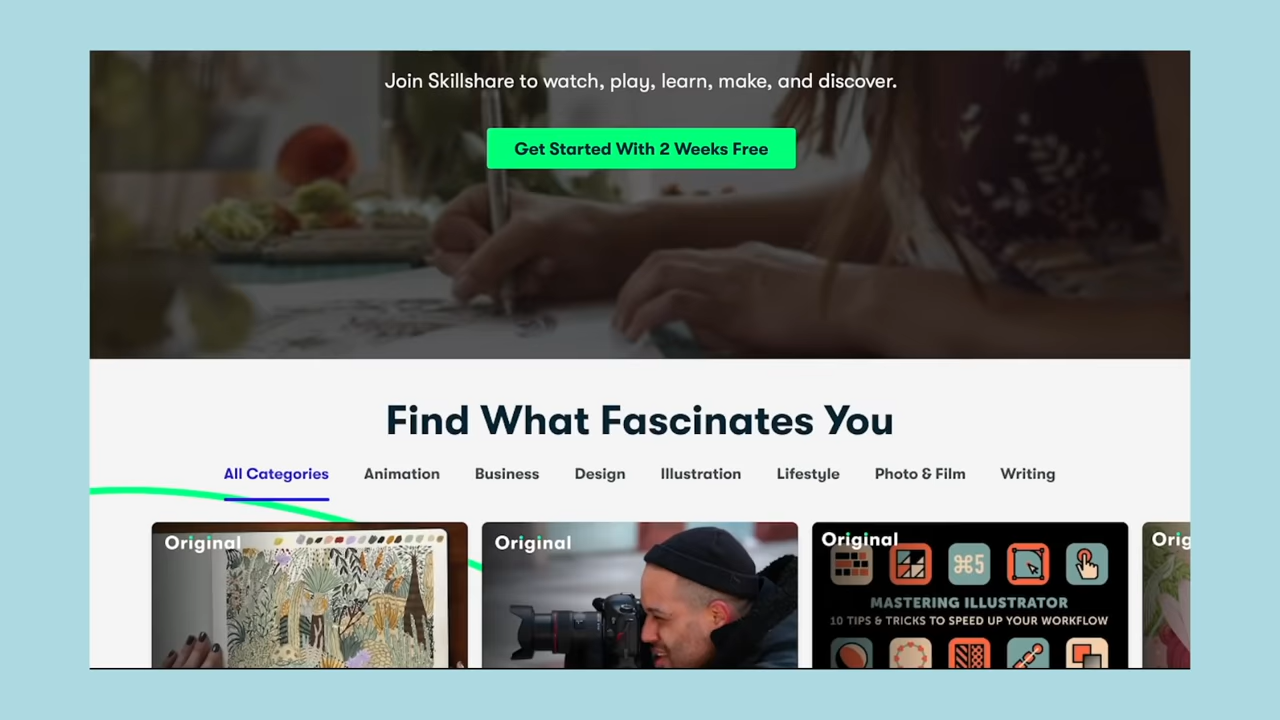 Join Skillshare to watch, play, learn, make, and discover.
Get Started With 2 Weeks Free
Find What Fascinates You
All Categories Animation Business Design Illustration Lifestyle Photo & Film Writing
Original Original Original Orig
⌘5
MASTERING ILLUSTRATOR
10 TIPS & TRICKS TO SPEED UP YOUR WORKFLOW